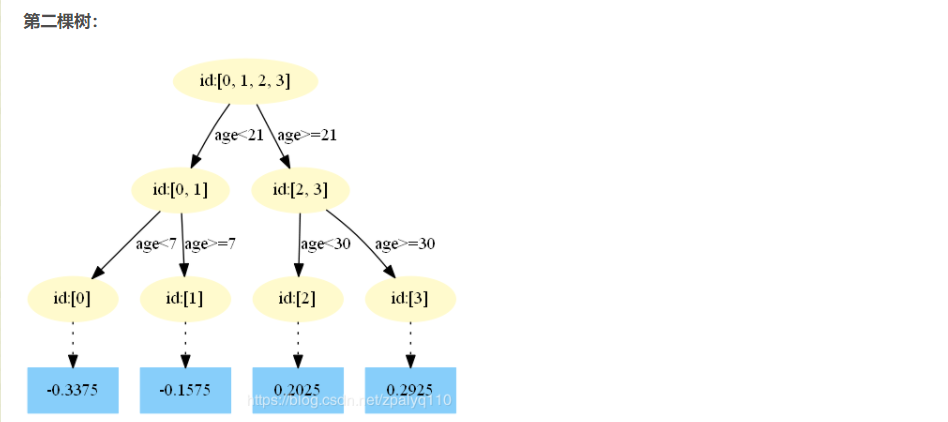 第二棵树：
id:[0, 1, 2, 3]
age<21 age>=21
id:[0, 1] id:[2, 3]
age<7 age>=7 age<30 age>=30
id:[0] id:[1] id:[2] id:[3]
-0.3375 -0.1575 0.2025 0.2925
https://blog.csdn.net/zpalyq110